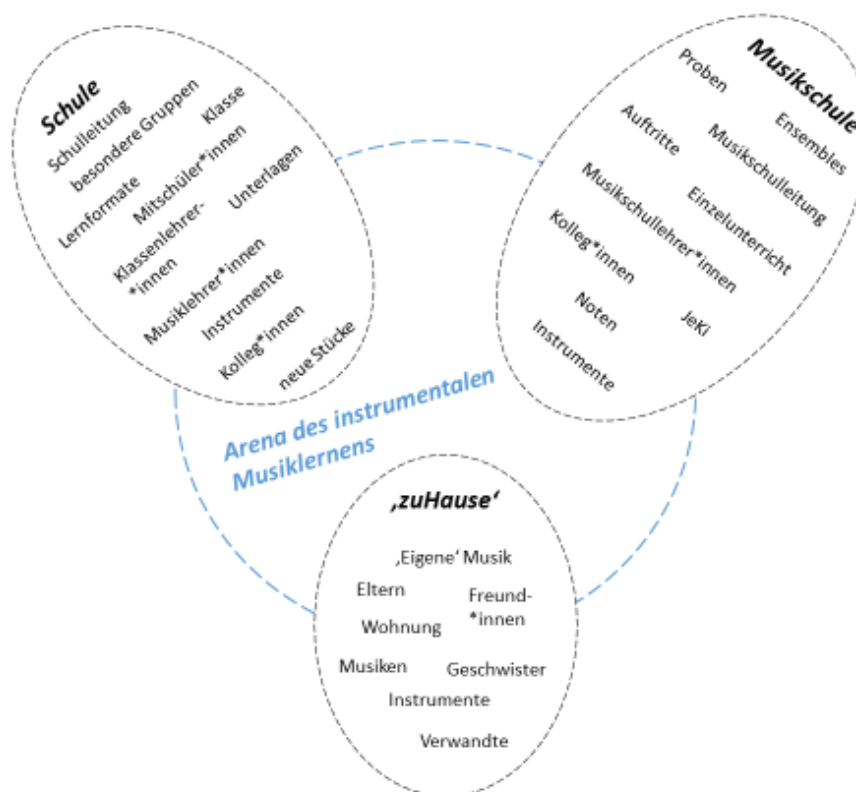 Schule
Schulleitung
besondere Gruppen
Klasse
Lernformate
Mitschüler*innen
Unterlagen
Klassenlehrer-
*innen
Musiklehrer*innen
Instrumente
Kolleg*innen
neue Stücke
Musikschule
Proben
Ensembles
Auftritte
Musikschulleitung
Musikschullehrer*innen
Einzelunterricht
Kolleg*innen
Noten
JeKi
Instrumente
Arena des instrumentalen
Musiklernens
‚zuHause‘
‚Eigene‘ Musik
Eltern
Freund-
*innen
Wohnung
Musiken
Geschwister
Instrumente
Verwandte